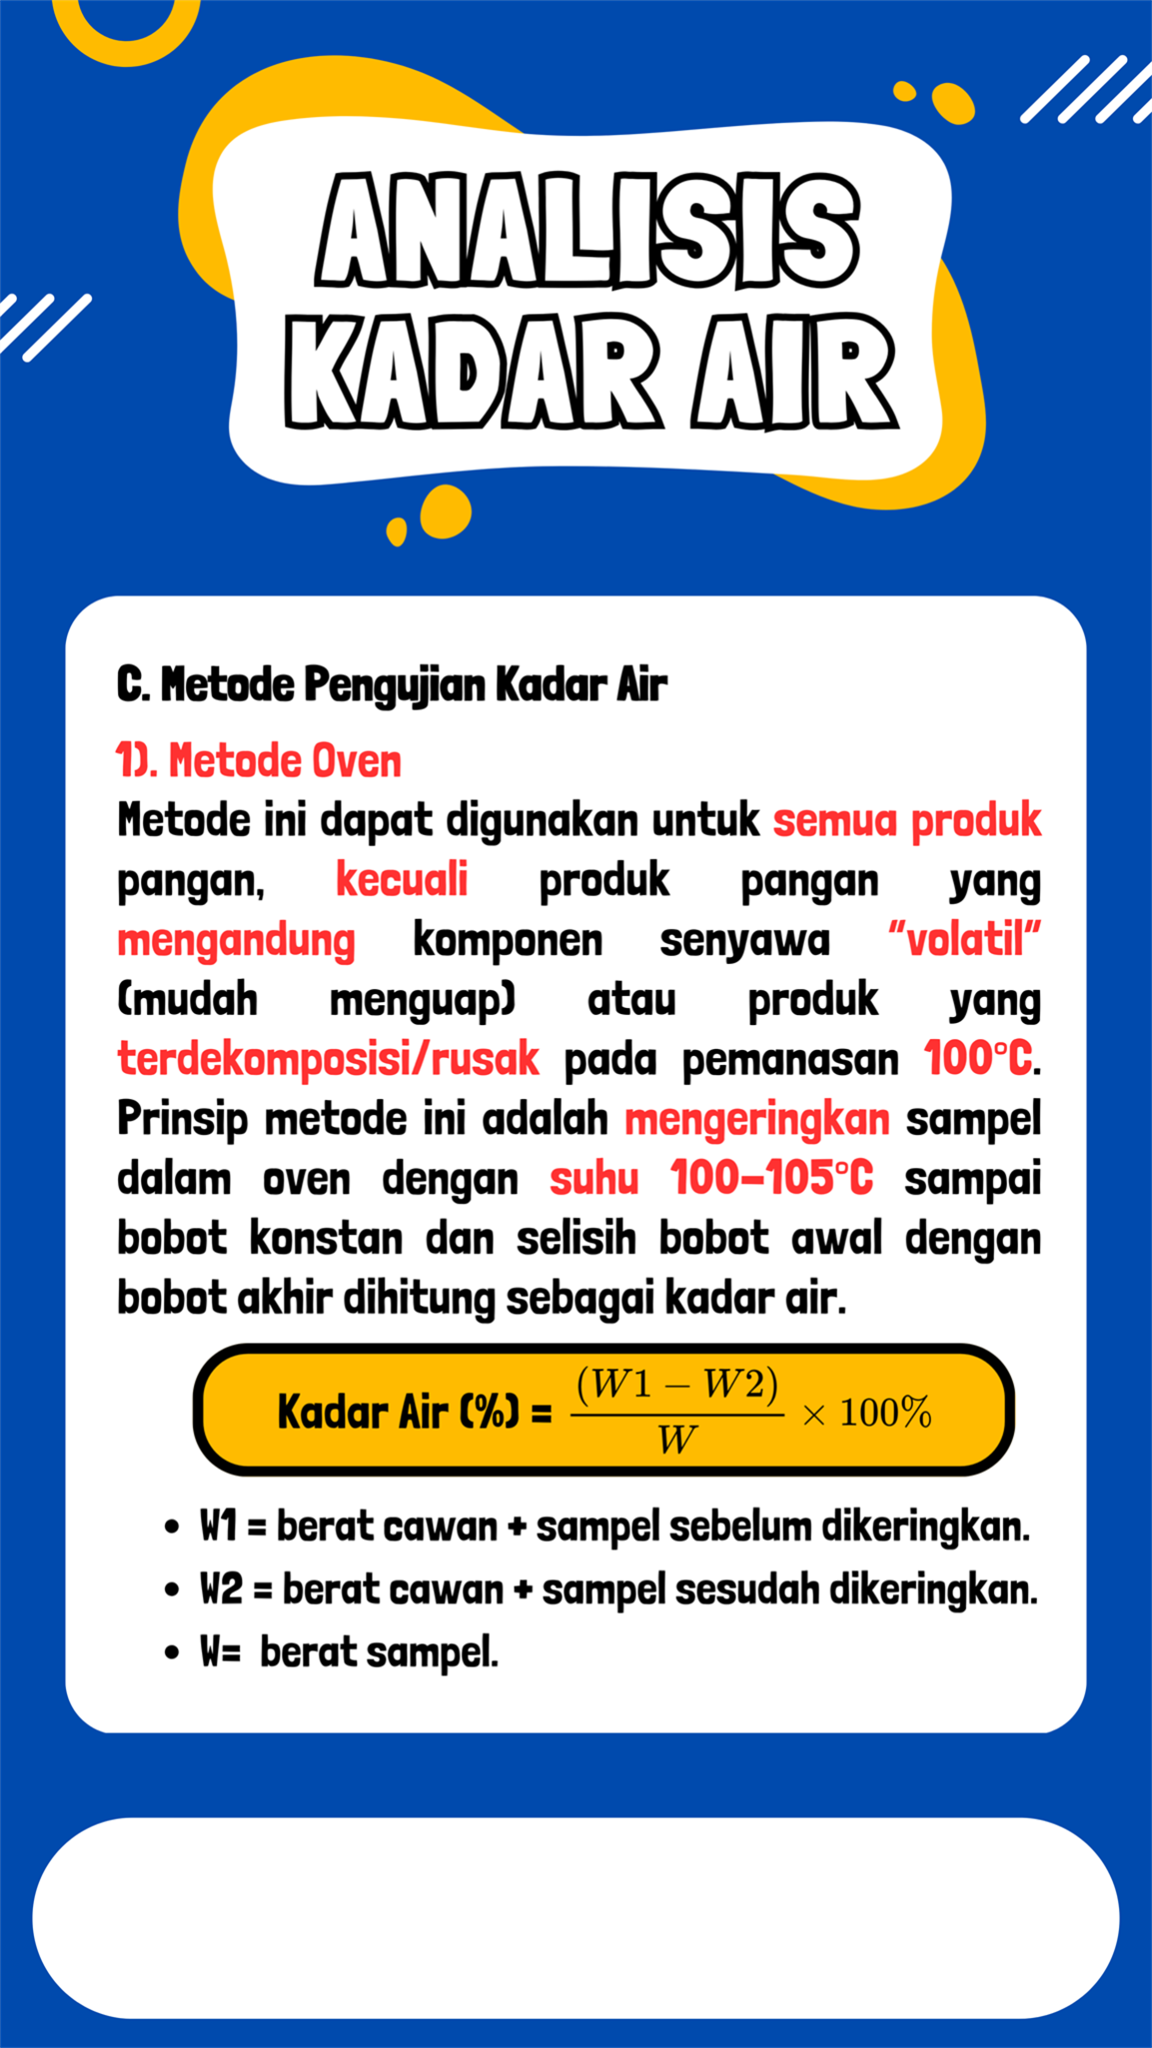 ANALISIS
KADAR AIR
C. Metode Pengujian Kadar Air
1). Metode Oven
Metode ini dapat digunakan untuk semua produk
pangan, kecuali produk pangan yang
mengandung komponen senyawa “volatil”
(mudah menguap) atau produk yang
terdekomposisi/rusak pada pemanasan 100°C.
Prinsip metode ini adalah mengeringkan sampel
dalam oven dengan suhu 100–105°C sampai
bobot konstan dan selisih bobot awal dengan
bobot akhir dihitung sebagai kadar air.
Kadar Air (%) = (W1 − W2) / W × 100%
• W1 = berat cawan + sampel sebelum dikeringkan.
• W2 = berat cawan + sampel sesudah dikeringkan.
• W= berat sampel.